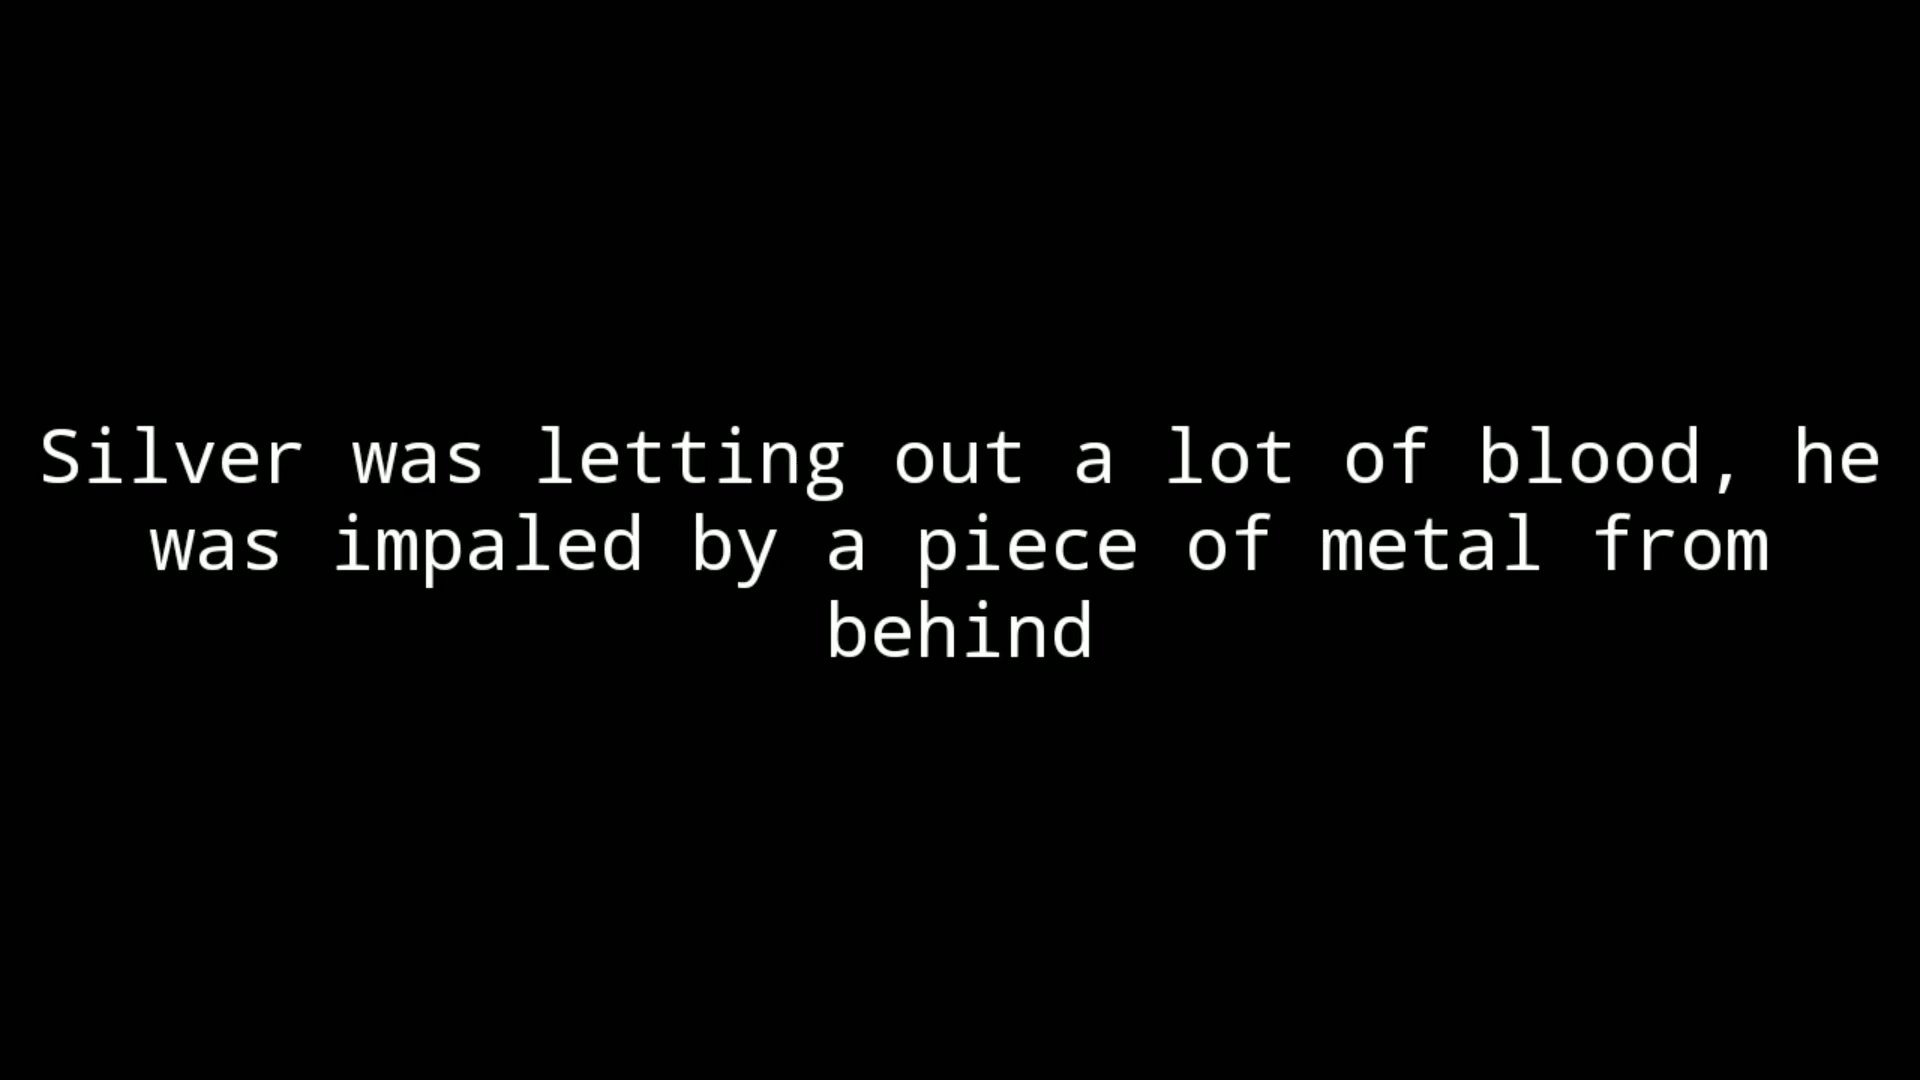 Silver was letting out a lot of blood, he
was impaled by a piece of metal from
behind